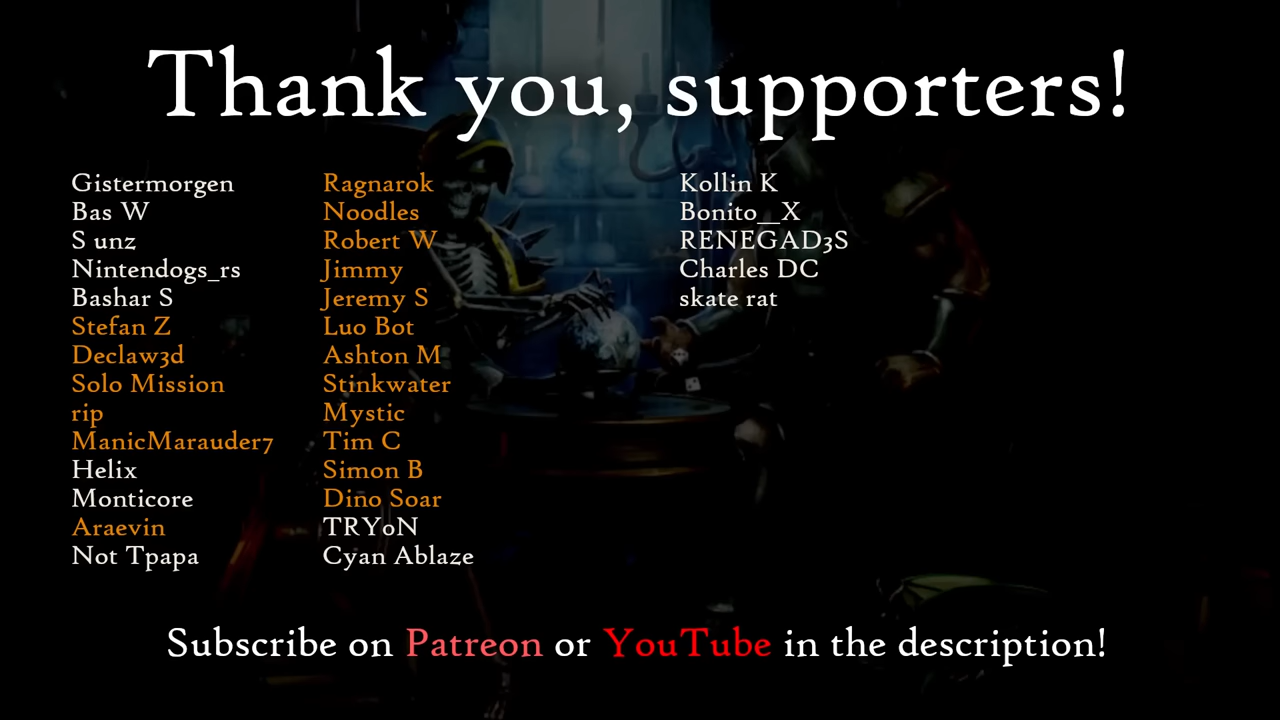 Thank you, supporters!
Gistermorgen
Bas W
S unz
Nintendogs_rs
Bashar S
Stefan Z
Declaw3d
Solo Mission
rip
ManicMarauder7
Helix
Monticore
Araevin
Not Tpapa
Ragnarok
Noodles
Robert W
Jimmy
Jeremy S
Luo Bot
Ashton M
Stinkwater
Mystic
Tim C
Simon B
Dino Soar
TRYoN
Cyan Ablaze
Kollin K
Bonito__X
RENEGAD3S
Charles DC
skate rat
Subscribe on Patreon or YouTube in the description!